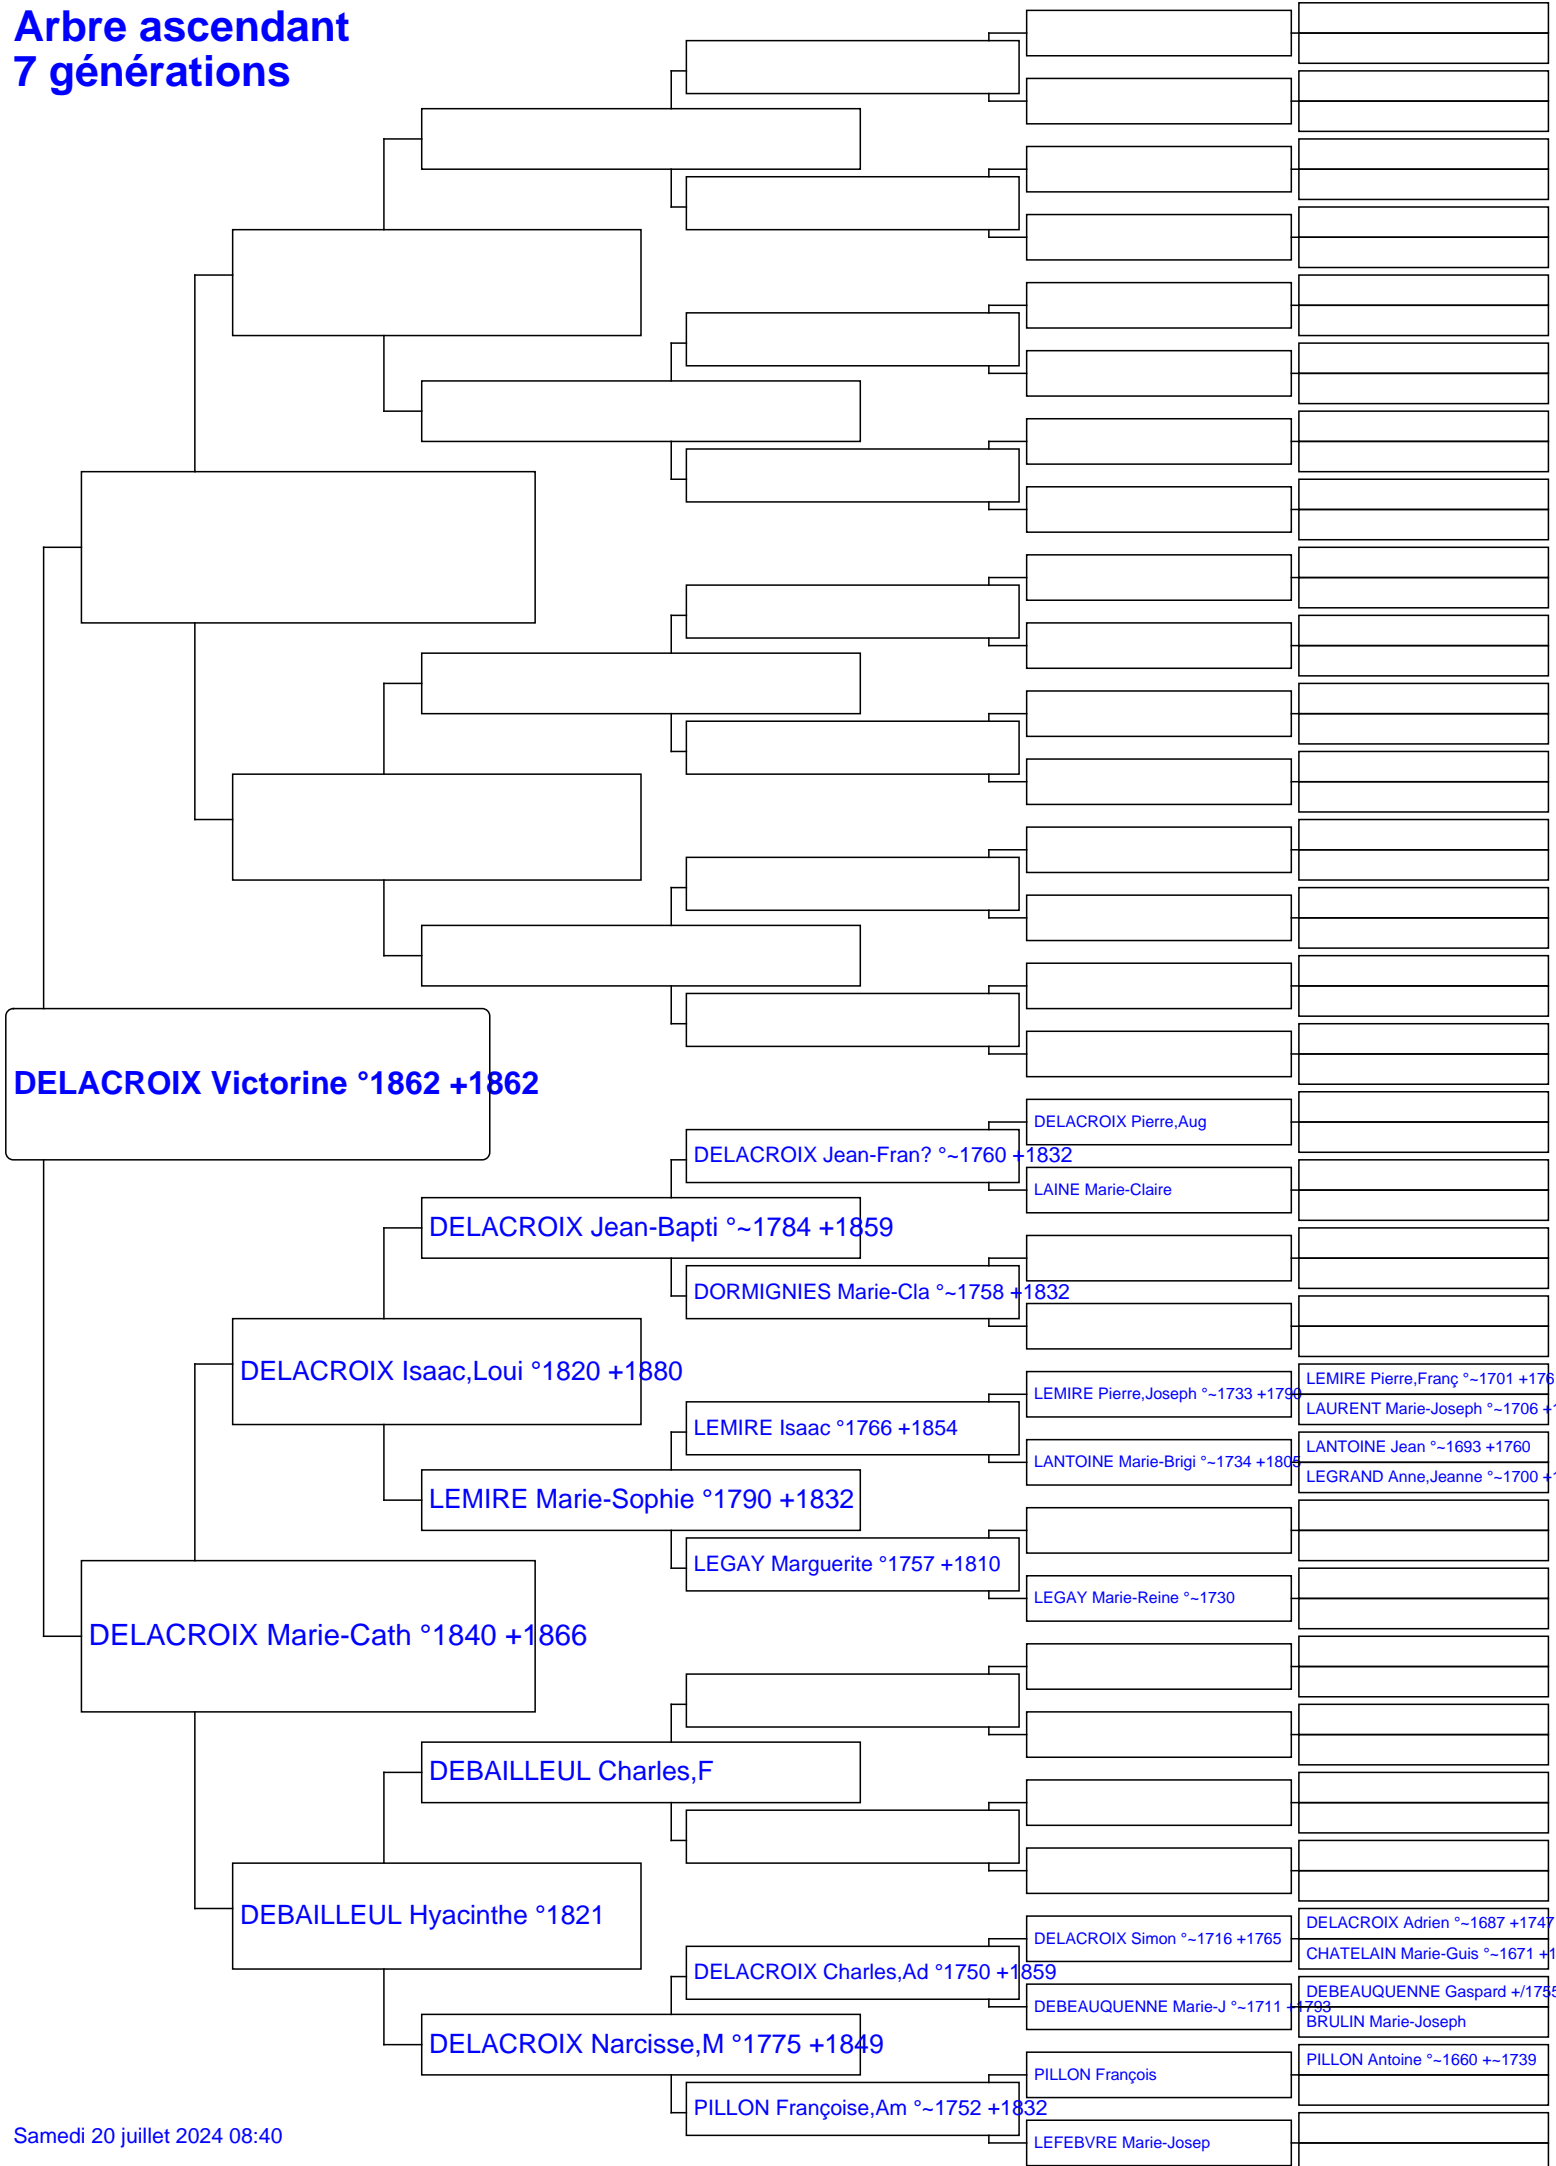 Arbre ascendant
7 générations
DELACROIX Victorine °1862 +1862
DELACROIX Pierre,Aug
DELACROIX Jean-Fran? °~1760 +1832
LAINE Marie-Claire
DELACROIX Jean-Bapti °~1784 +1859
DORMIGNIES Marie-Cla °~1758 +1832
DELACROIX Isaac,Loui °1820 +1880
LEMIRE Pierre,Franç °~1701 +176
LEMIRE Pierre,Joseph °~1733 +1790
LAURENT Marie-Joseph °~1706 +1
LEMIRE Isaac °1766 +1854
LANTOINE Jean °~1693 +1760
LANTOINE Marie-Brigi °~1734 +1805
LEGRAND Anne,Jeanne °~1700 +1
LEMIRE Marie-Sophie °1790 +1832
LEGAY Marguerite °1757 +1810
LEGAY Marie-Reine °~1730
DELACROIX Marie-Cath °1840 +1866
DEBAILLEUL Charles,F
DEBAILLEUL Hyacinthe °1821
DELACROIX Adrien °~1687 +1747
DELACROIX Simon °~1716 +1765
CHATELAIN Marie-Guis °~1671 +1
DELACROIX Charles,Ad °1750 +1859
DEBEAUQUENNE Gaspard +/1755
DEBEAUQUENNE Marie-J °~1711 +1793
BRULIN Marie-Joseph
DELACROIX Narcisse,M °1775 +1849
PILLON Antoine °~1660 +~1739
PILLON François
PILLON Françoise,Am °~1752 +1832
LEFEBVRE Marie-Josep
Samedi 20 juillet 2024 08:40